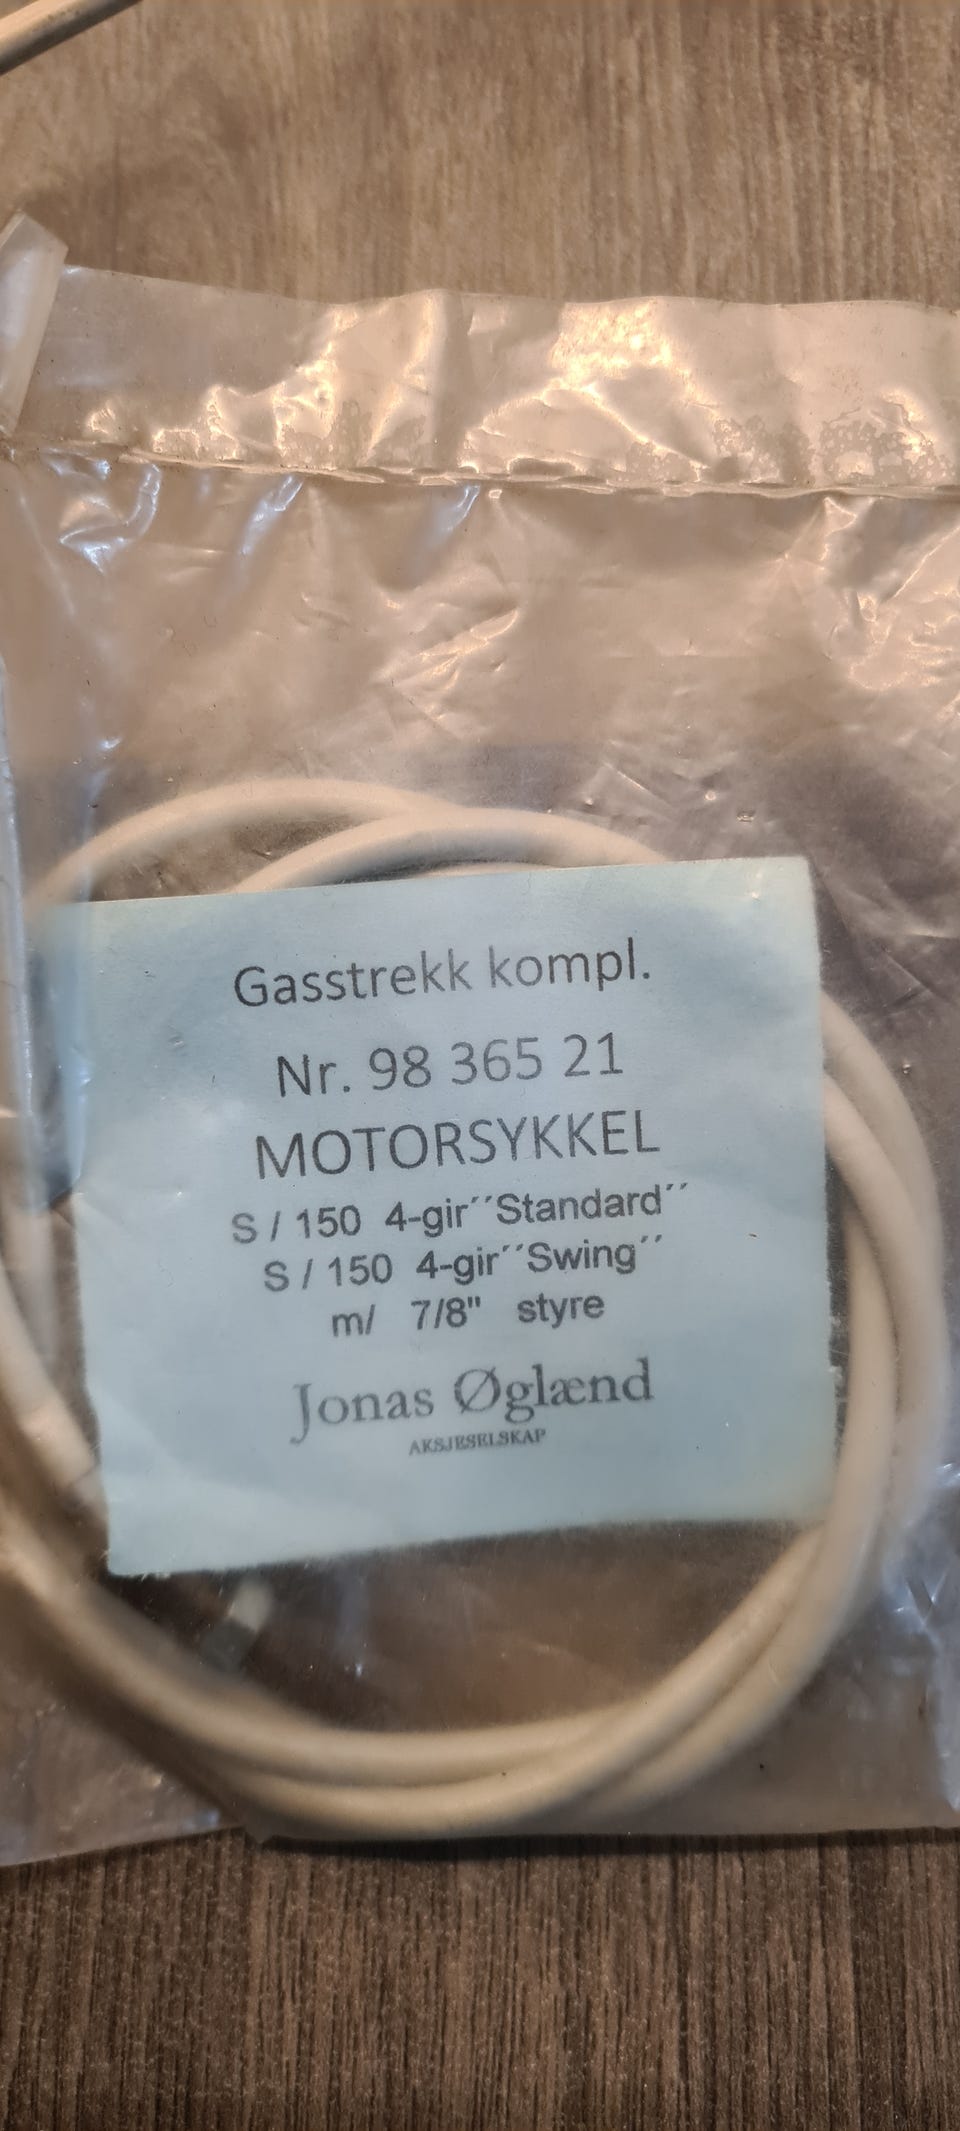 Gasstrekk kompl.
Nr. 98 365 21
MOTORSYKKEL
S / 150 4-gir´´Standard´´
S / 150 4-gir´´Swing´´
m/ 7/8" styre
Jonas Øglænd
AKSJESELSKAP